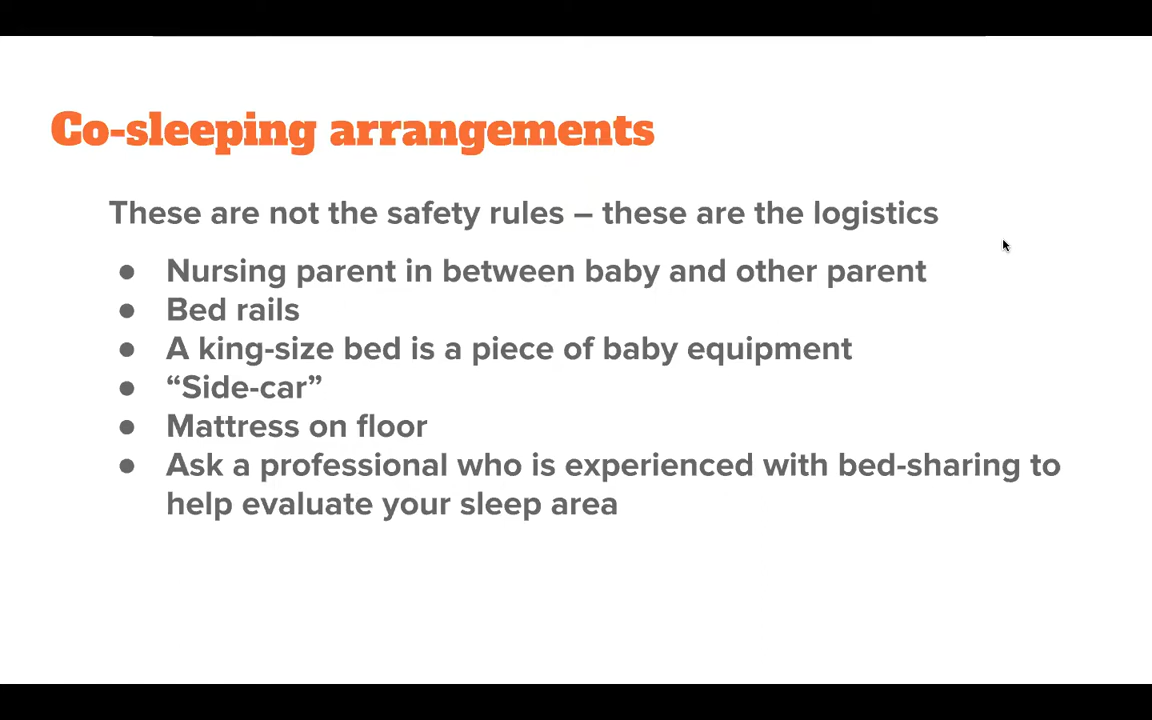 Co-sleeping arrangements
These are not the safety rules – these are the logistics
● Nursing parent in between baby and other parent
● Bed rails
● A king-size bed is a piece of baby equipment
● “Side-car”
● Mattress on floor
● Ask a professional who is experienced with bed-sharing to
help evaluate your sleep area